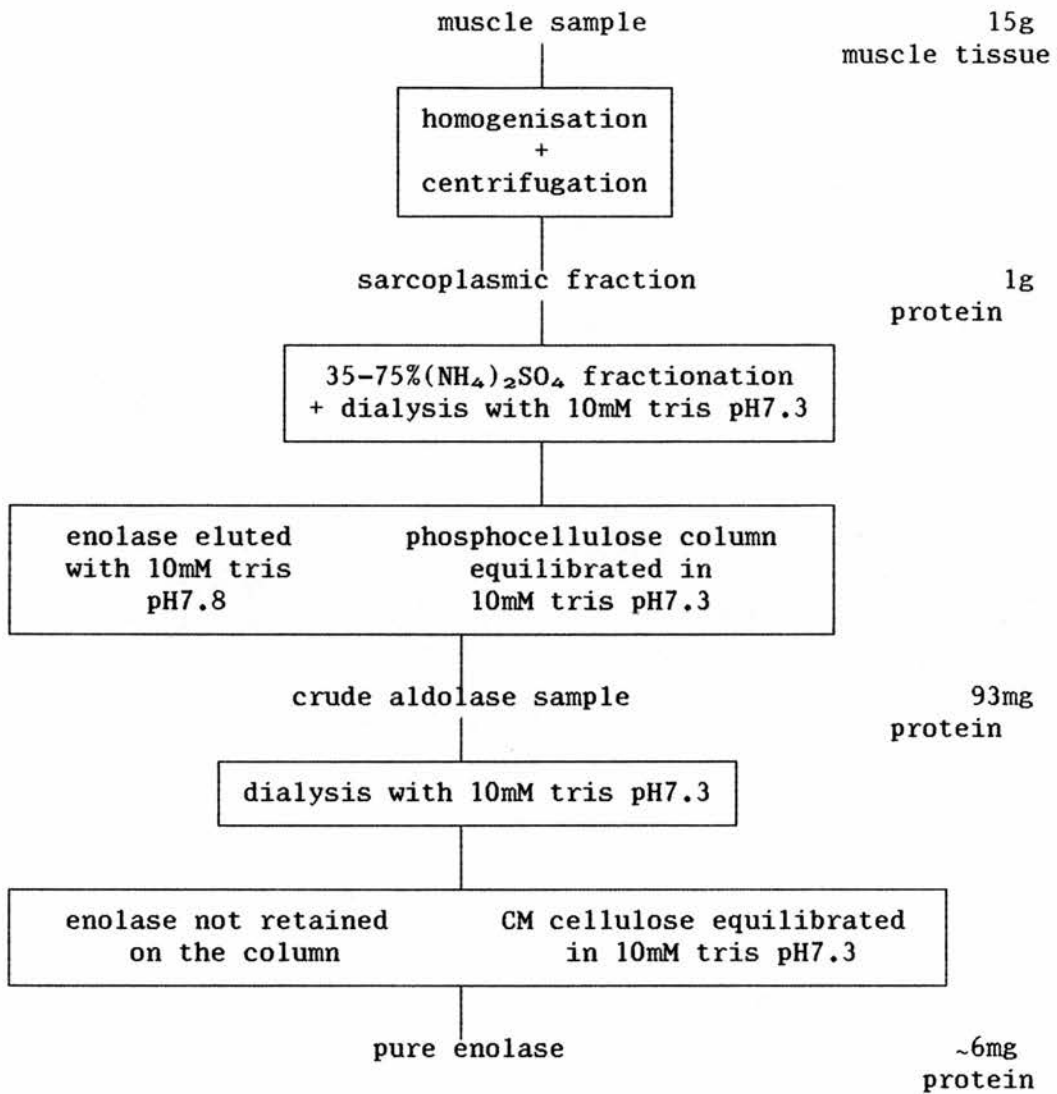 muscle sample 15g
muscle tissue
homogenisation
+
centrifugation
sarcoplasmic fraction 1g
protein
35-75%(NH₄)₂SO₄ fractionation
+ dialysis with 10mM tris pH7.3
enolase eluted phosphocellulose column
with 10mM tris equilibrated in
pH7.8 10mM tris pH7.3
crude aldolase sample 93mg
protein
dialysis with 10mM tris pH7.3
enolase not retained CM cellulose equilibrated
on the column in 10mM tris pH7.3
pure enolase ~6mg
protein